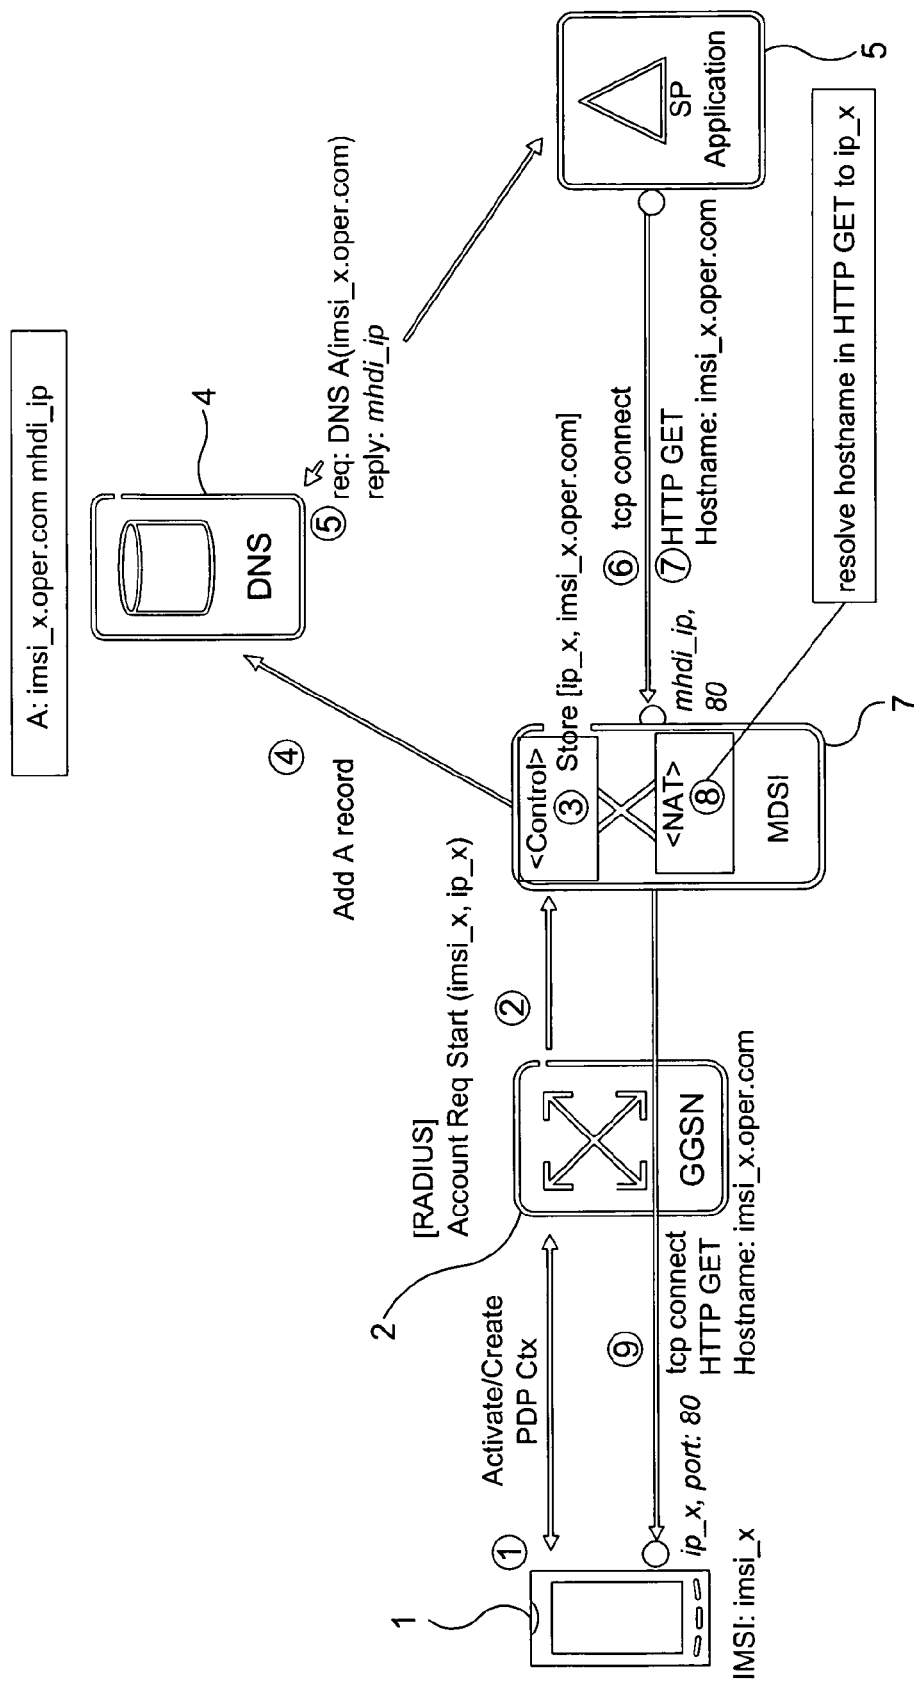 A: imsi_x.oper.com mhdi_ip
4
DNS
⑤ req: DNS A(imsi_x.oper.com)
reply: mhdi_ip
④
Add A record
[RADIUS]
Account Req Start (imsi_x, ip_x)
②
2
GGSN
Activate/Create
PDP Ctx
①
1
IMSI: imsi_x
ip_x, port: 80
⑨
tcp connect
HTTP GET
Hostname: imsi_x.oper.com
<Control>
③ Store [ip_x, imsi_x.oper.com]
<NAT>
⑧
MDSI
7
mhdi_ip,
80
⑥ tcp connect
⑦ HTTP GET
Hostname: imsi_x.oper.com
SP
Application
5
resolve hostname in HTTP GET to ip_x